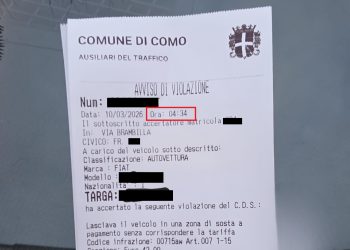 COMUNE DI COMO
AUSILIARI DEL TRAFFICO
AVVISO DI VIOLAZIONE
Num:
Data: 10/03/2026 Ora: 04:34
Il sottoscritto accertatore matricola
In: VIA BRAMBILLA
CIVICO: FR.
A carico del veicolo sotto descritto:
Classificazione: AUTOVETTURA
Marca : FIAT
Modello :
Nazionalita :
TARGA:
ha accertato la seguente violazione del C.D.S.:
Lasciava il veicolo in una zona di sosta a
pagamento senza corrispondere la tariffa
Codice Infrazione: 00715aw Art.007 1-15